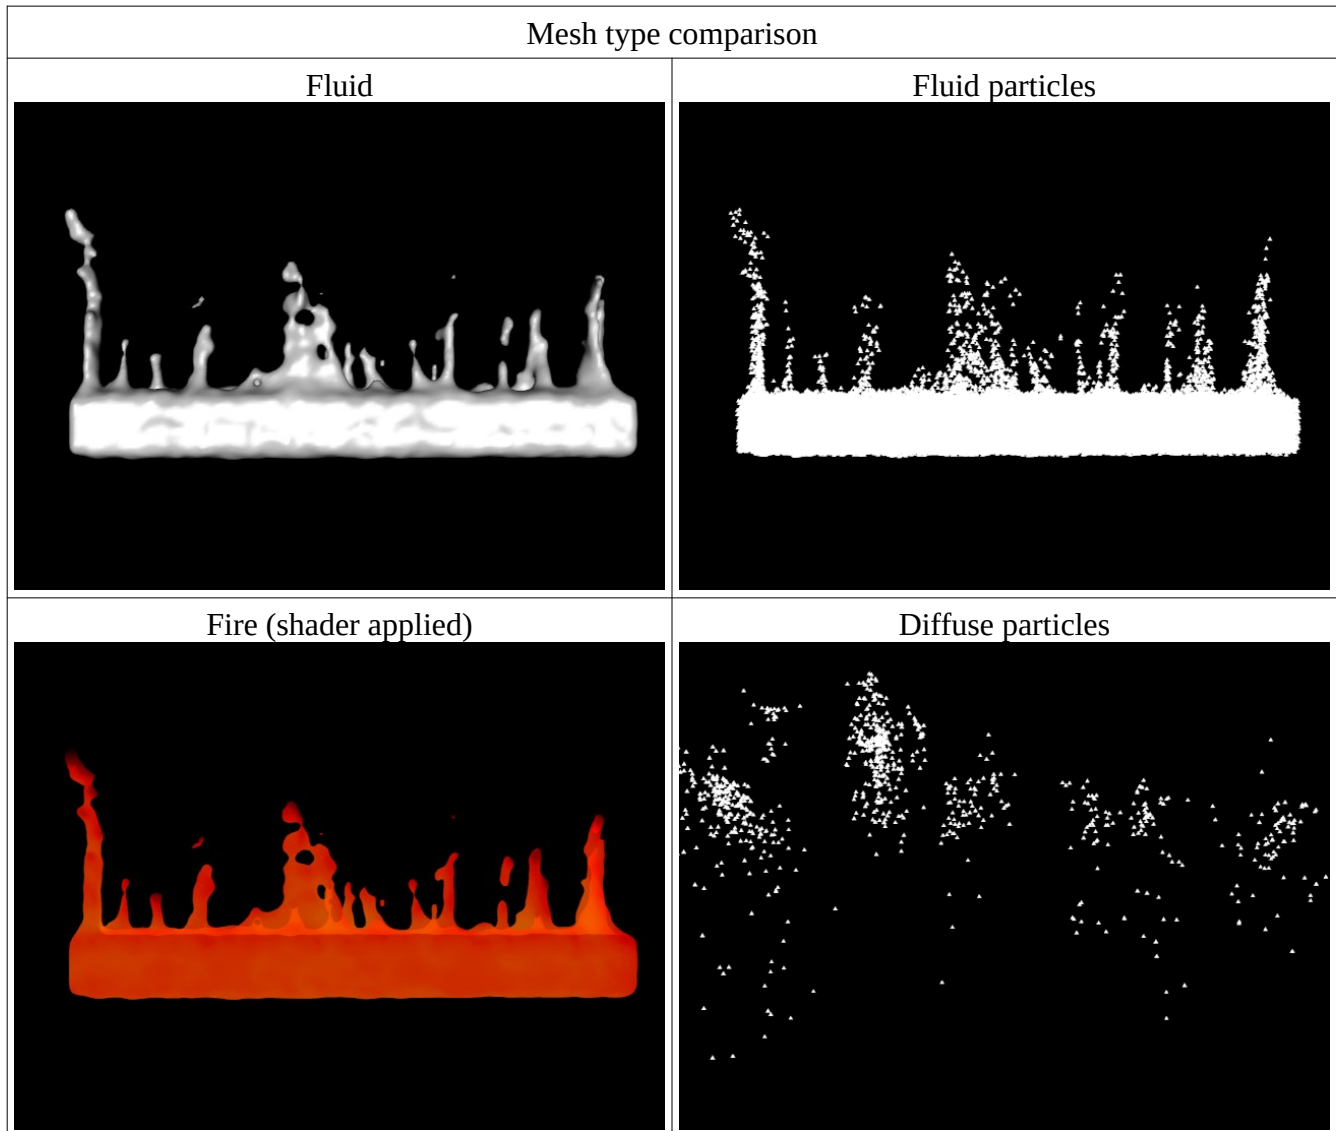 Mesh type comparison
Fluid
Fluid particles
Fire (shader applied)
Diffuse particles